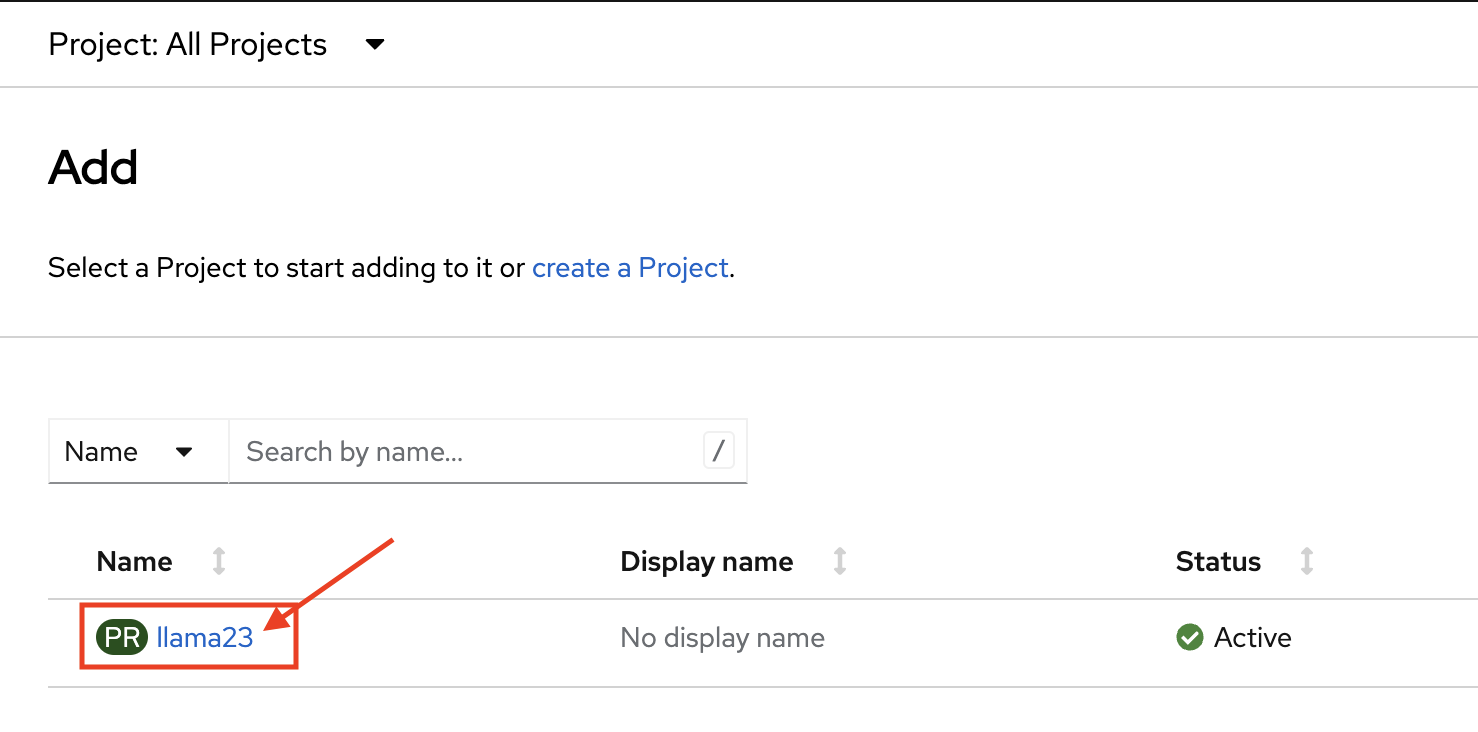 Project: All Projects
Add
Select a Project to start adding to it or create a Project.
Name Search by name... /
Name Display name Status
PR llama23 No display name Active